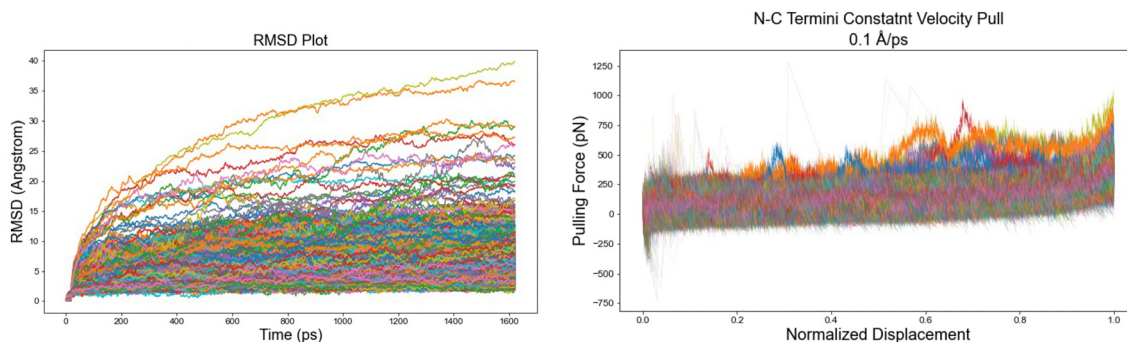 RMSD Plot
RMSD (Angstrom)
40
35
30
25
20
15
10
5
0
0 200 400 600 800 1000 1200 1400 1600
Time (ps)
N-C Termini Constatnt Velocity Pull
0.1 Å/ps
Pulling Force (pN)
1250
1000
750
500
250
0
-250
-500
-750
0.0 0.2 0.4 0.6 0.8 1.0
Normalized Displacement